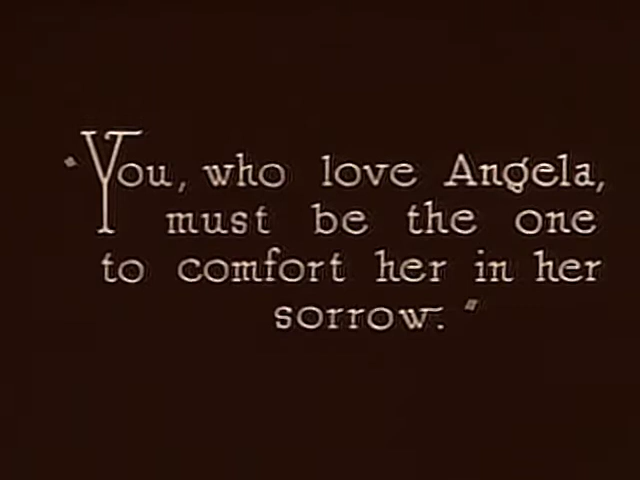 "You, who love Angela,
must be the one
to comfort her in her
sorrow."